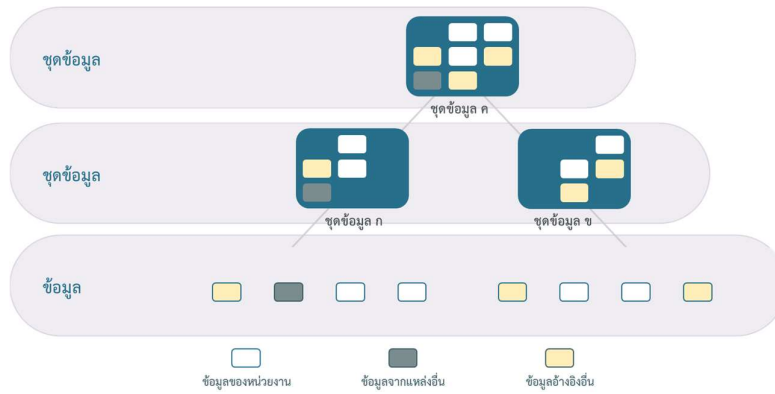 ชุดข้อมูล
ชุดข้อมูล ค
ชุดข้อมูล
ชุดข้อมูล ก
ชุดข้อมูล ข
ข้อมูล
ข้อมูลของหน่วยงาน
ข้อมูลจากแหล่งอื่น
ข้อมูลอ้างอิงอื่น